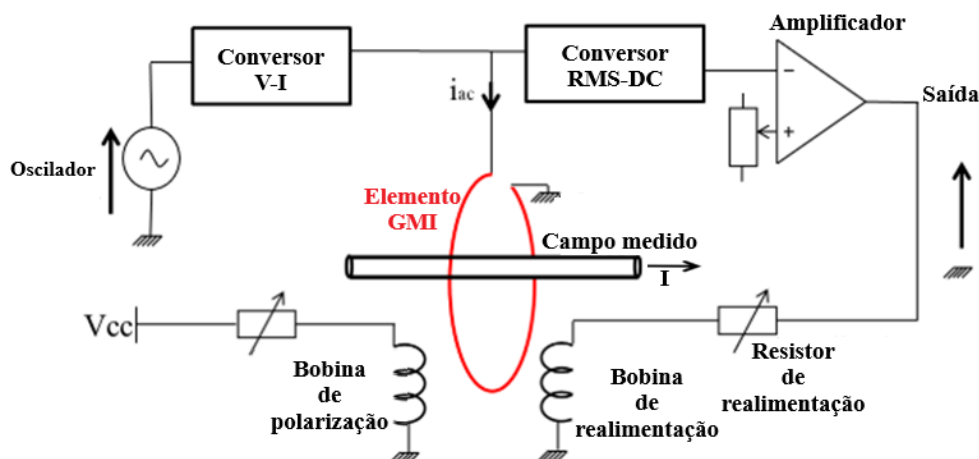 Amplificador
Conversor
V-I
Conversor
RMS-DC
iac
Saída
Oscilador
Elemento
GMI
Campo medido
I
Vcc
Bobina
de
polarização
Bobina
de
realimentação
Resistor
de
realimentação
−
+